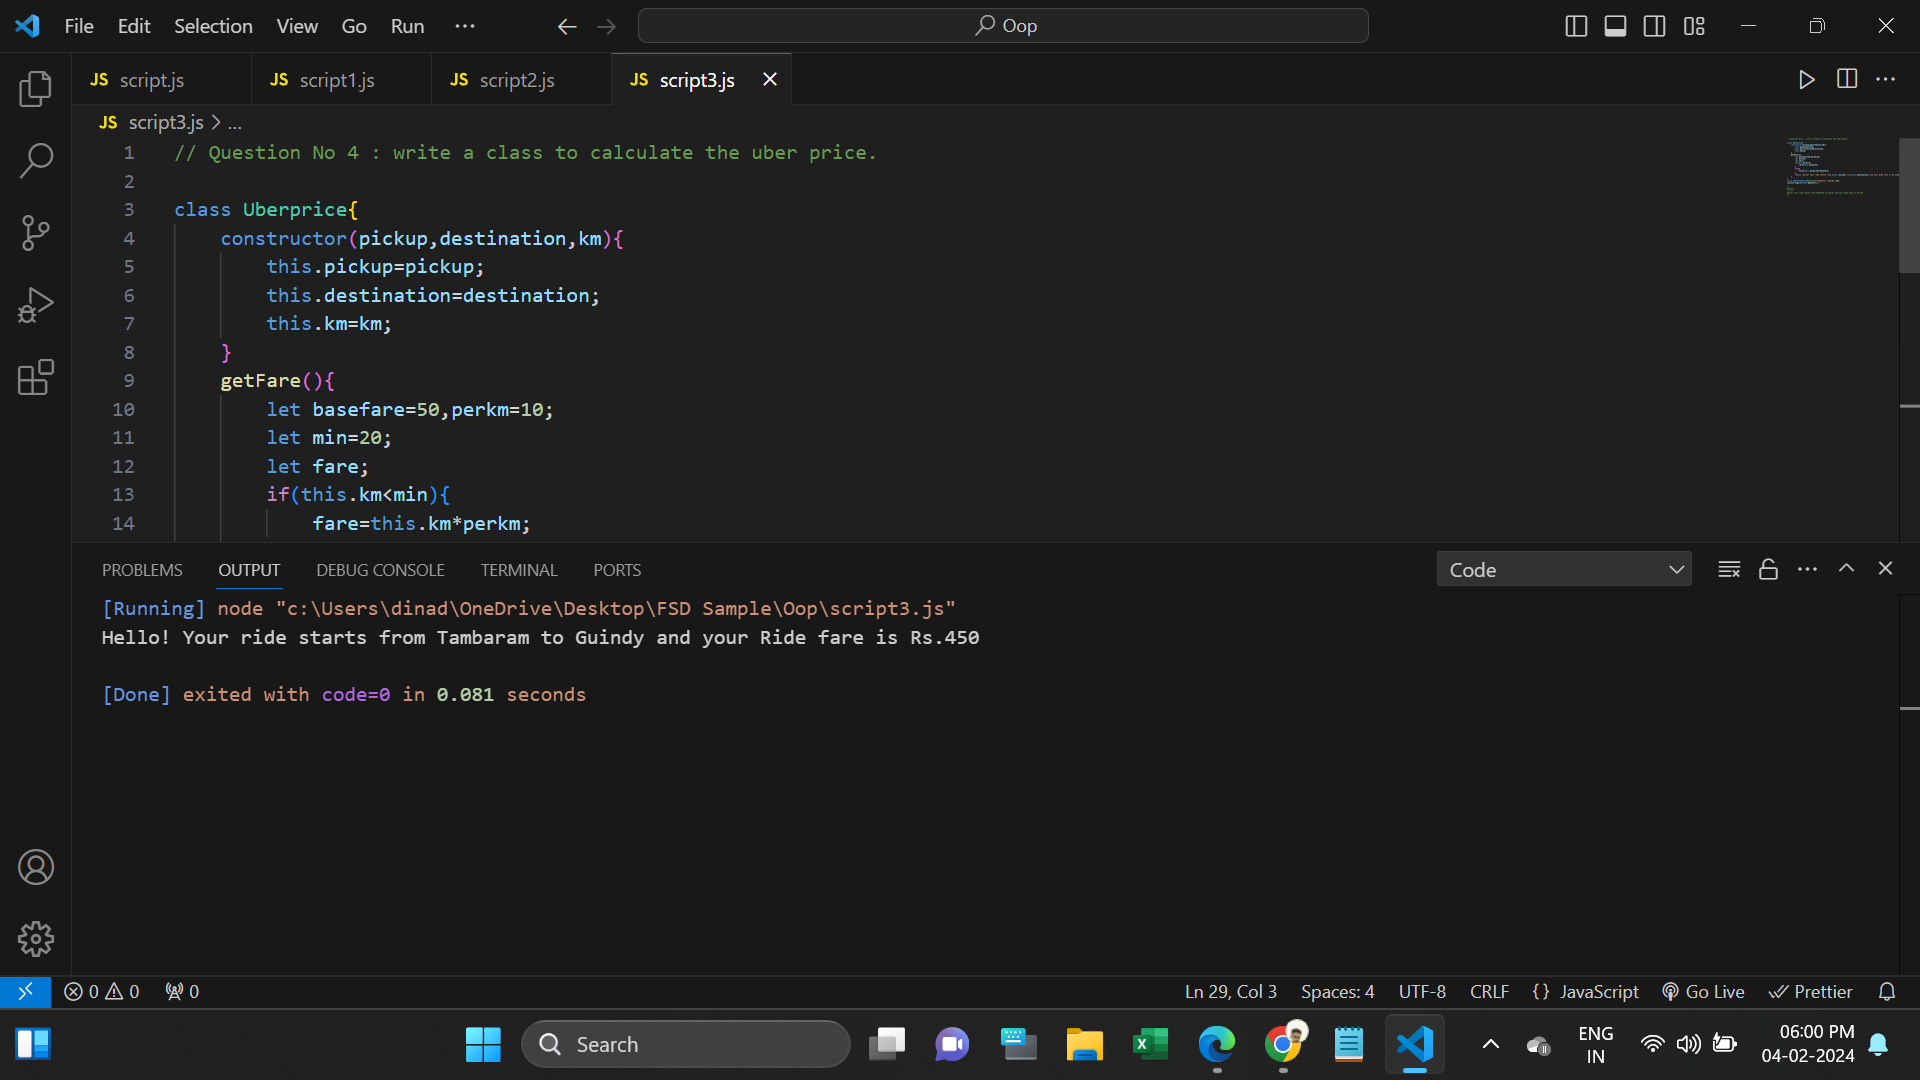 File Edit Selection View Go Run ... Oop
JS script.js JS script1.js JS script2.js JS script3.js
JS script3.js > ...
1 // Question No 4 : write a class to calculate the uber price.
2
3 class Uberprice{
4 constructor(pickup,destination,km){
5 this.pickup=pickup;
6 this.destination=destination;
7 this.km=km;
8 }
9 getFare(){
10 let basefare=50,perkm=10;
11 let min=20;
12 let fare;
13 if(this.km<min){
14 fare=this.km*perkm;
PROBLEMS OUTPUT DEBUG CONSOLE TERMINAL PORTS Code
[Running] node "c:\Users\dinad\OneDrive\Desktop\FSD Sample\Oop\script3.js"
Hello! Your ride starts from Tambaram to Guindy and your Ride fare is Rs.450
[Done] exited with code=0 in 0.081 seconds
0 0 0 Ln 29, Col 3 Spaces: 4 UTF-8 CRLF {} JavaScript Go Live Prettier
Search ENG 06:00 PM
IN 04-02-2024